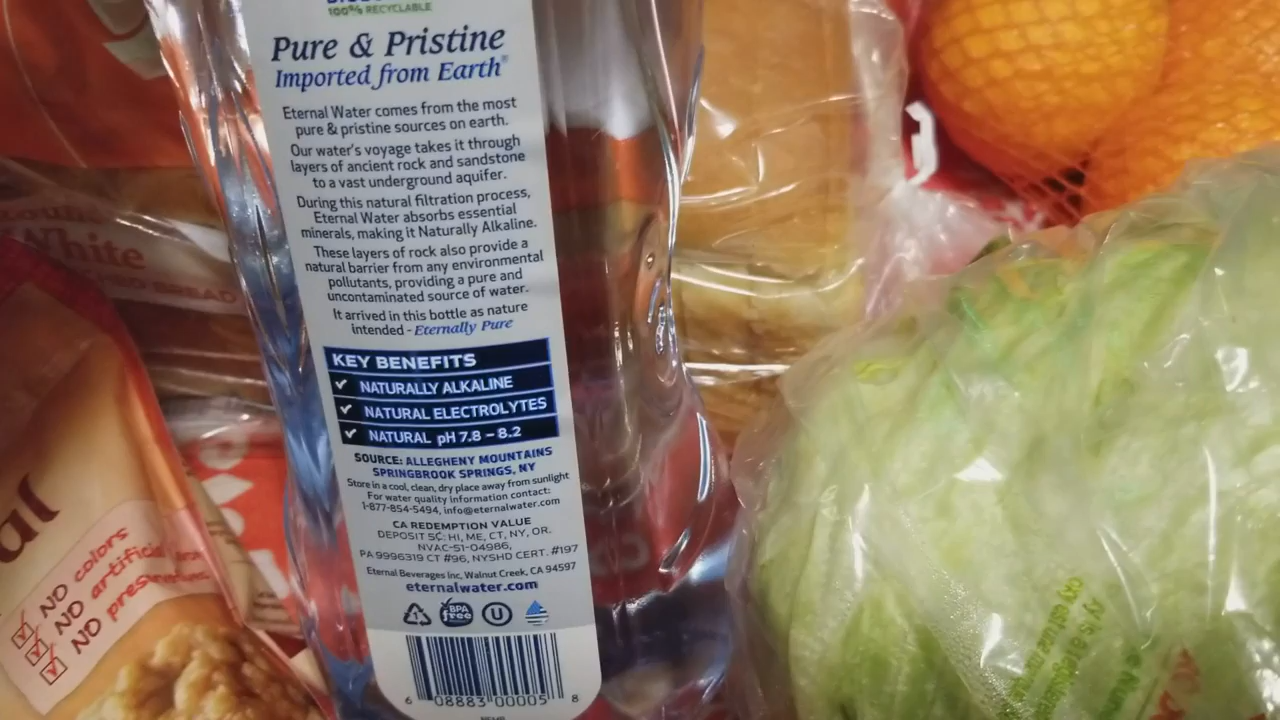 100% RECYCLABLE
Pure & Pristine
Imported from Earth®
Eternal Water comes from the most
pure & pristine sources on earth.
Our water's voyage takes it through
layers of ancient rock and sandstone
to a vast underground aquifer.
During this natural filtration process,
Eternal Water absorbs essential
minerals, making it Naturally Alkaline.
These layers of rock also provide a
natural barrier from any environmental
pollutants, providing a pure and
uncontaminated source of water.
It arrived in this bottle as nature
intended - Eternally Pure
KEY BENEFITS
NATURALLY ALKALINE
NATURAL ELECTROLYTES
NATURAL pH 7.8 – 8.2
SOURCE: ALLEGHENY MOUNTAINS
SPRINGBROOK SPRINGS, NY
Store in a cool, clean, dry place away from sunlight
For water quality information contact:
1-877-854-5494, info@eternalwater.com
CA REDEMPTION VALUE
DEPOSIT 5¢: HI, ME, CT, NY, OR.
NVAC-51-04986,
PA 9996319 CT #96, NYSHD CERT. #197
Eternal Beverages Inc, Walnut Creek, CA 94597
eternalwater.com
1
BPA
free
U
6 08883 00005 8
White
BREAD
NO colors
NO artificial
NO